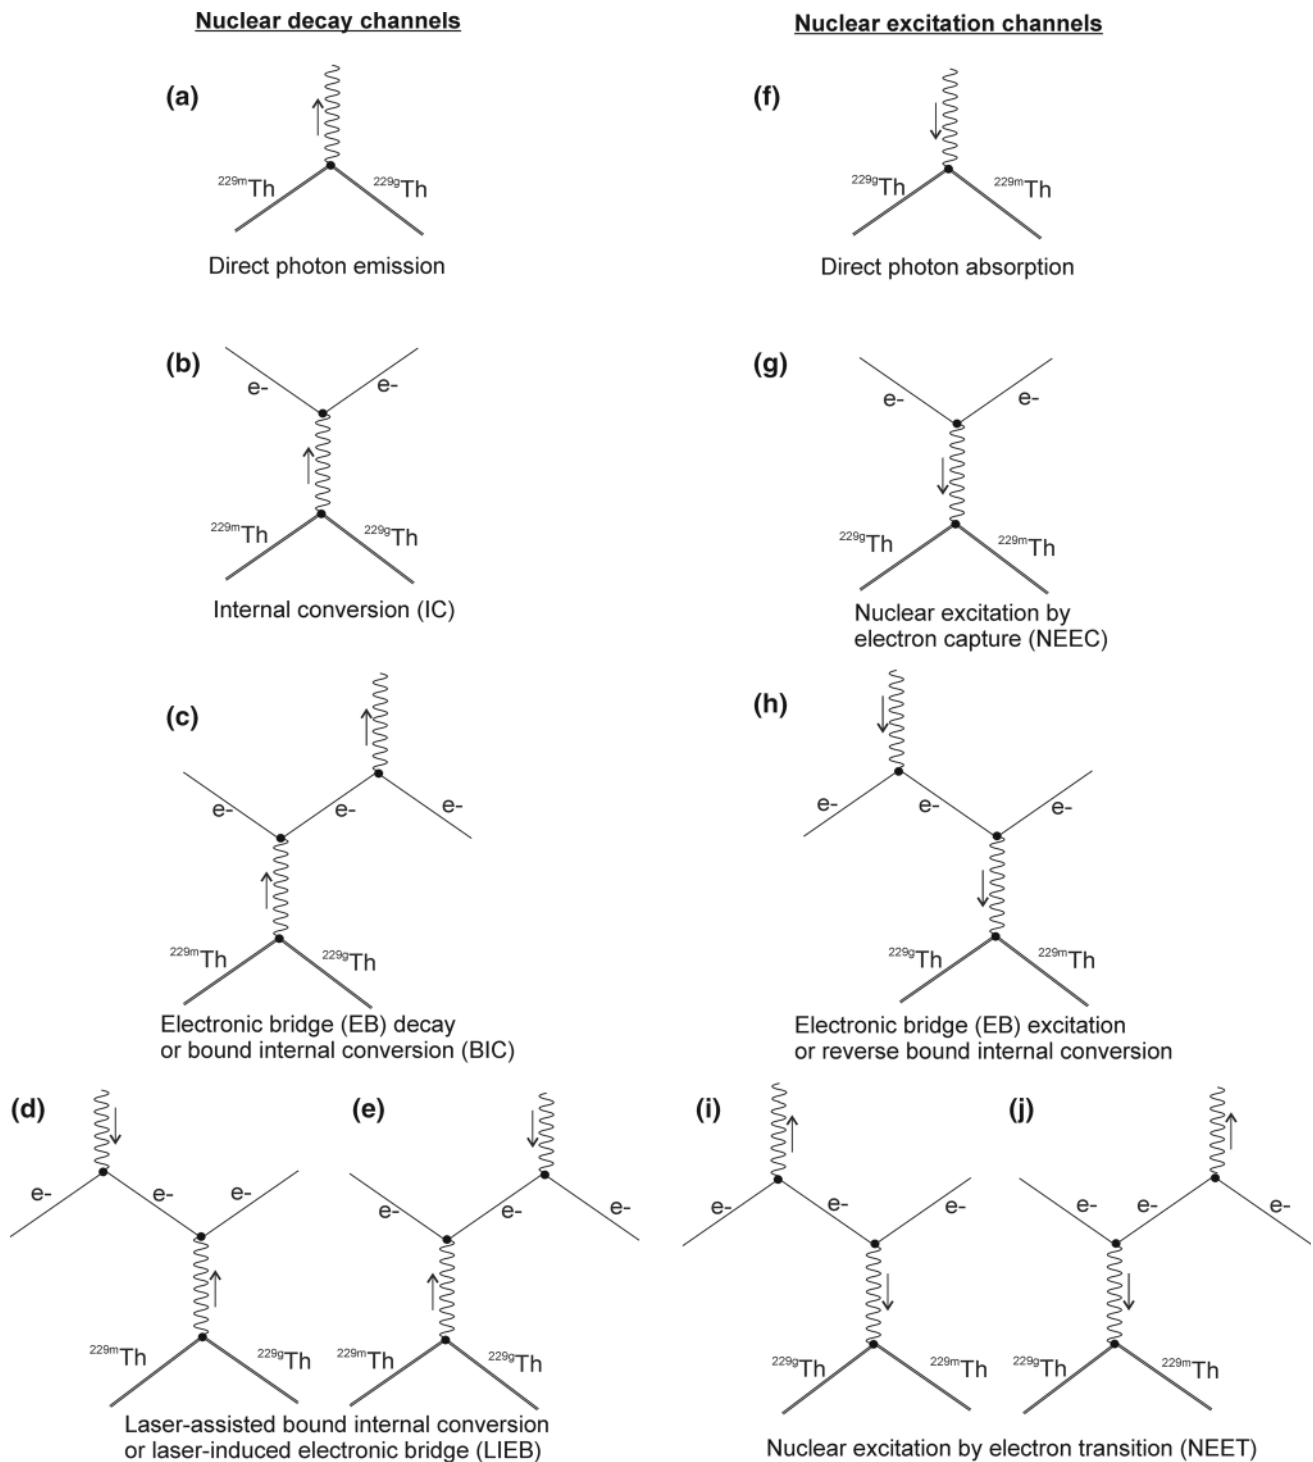 Nuclear decay channels
Nuclear excitation channels
(a)
229mTh
229gTh
Direct photon emission
(f)
229gTh
229mTh
Direct photon absorption
(b)
e-
e-
229mTh
229gTh
Internal conversion (IC)
(g)
e-
e-
229gTh
229mTh
Nuclear excitation by
electron capture (NEEC)
(c)
e-
e-
e-
229mTh
229gTh
Electronic bridge (EB) decay
or bound internal conversion (BIC)
(h)
e-
e-
e-
229gTh
229mTh
Electronic bridge (EB) excitation
or reverse bound internal conversion
(d)
e-
e-
e-
229mTh
229gTh
(e)
e-
e-
e-
229mTh
229gTh
Laser-assisted bound internal conversion
or laser-induced electronic bridge (LIEB)
(i)
e-
e-
e-
229gTh
229mTh
(j)
e-
e-
e-
229gTh
229mTh
Nuclear excitation by electron transition (NEET)